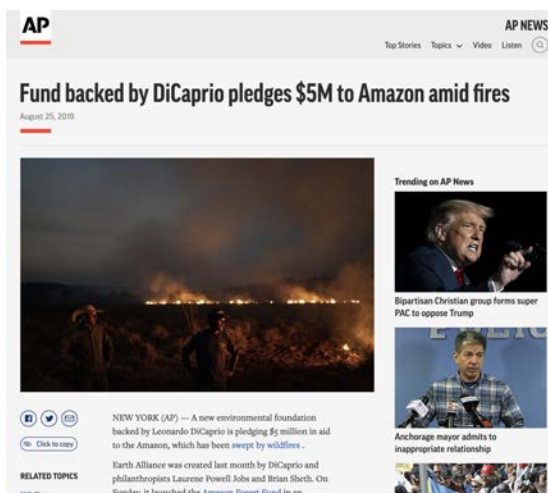 AP
AP NEWS
Top Stories Topics Video Listen
Fund backed by DiCaprio pledges $5M to Amazon amid fires
August 25, 2019
Trending on AP News
Bipartisan Christian group forms super
PAC to oppose Trump
Anchorage mayor admits to
inappropriate relationship
Click to copy
RELATED TOPICS
NEW YORK (AP) — A new environmental foundation
backed by Leonardo DiCaprio is pledging $5 million in aid
to the Amazon, which has been swept by wildfires .
Earth Alliance was created last month by DiCaprio and
philanthropists Laurene Powell Jobs and Brian Sheth. On
Sunday, it launched the Amazon Forest Fund in an